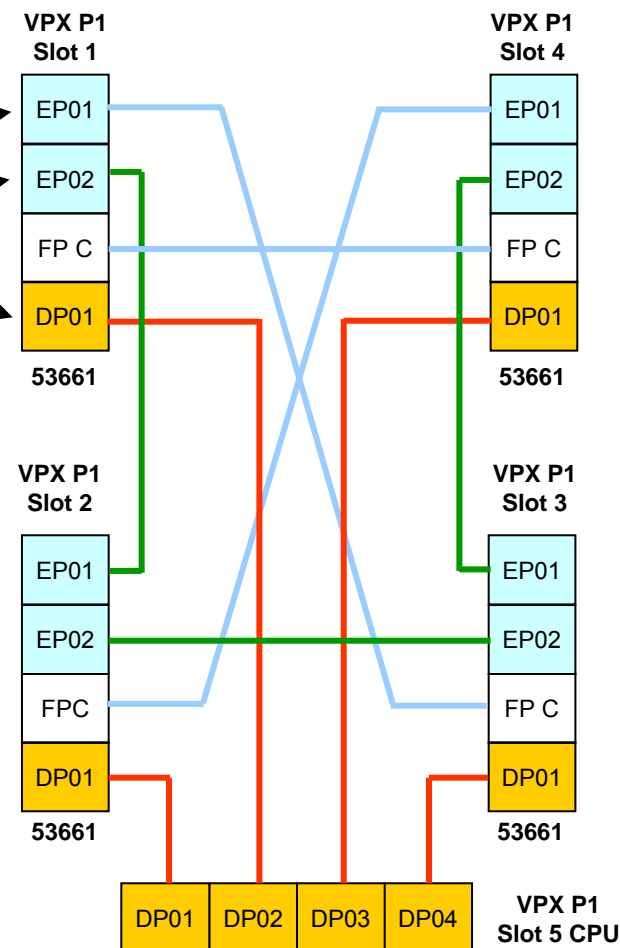 VPX P1
Slot 1
EP01
EP02
FP C
DP01
53661
VPX P1
Slot 4
EP01
EP02
FP C
DP01
53661
VPX P1
Slot 2
EP01
EP02
FPC
DP01
53661
VPX P1
Slot 3
EP01
EP02
FP C
DP01
53661
DP01 DP02 DP03 DP04
VPX P1
Slot 5 CPU